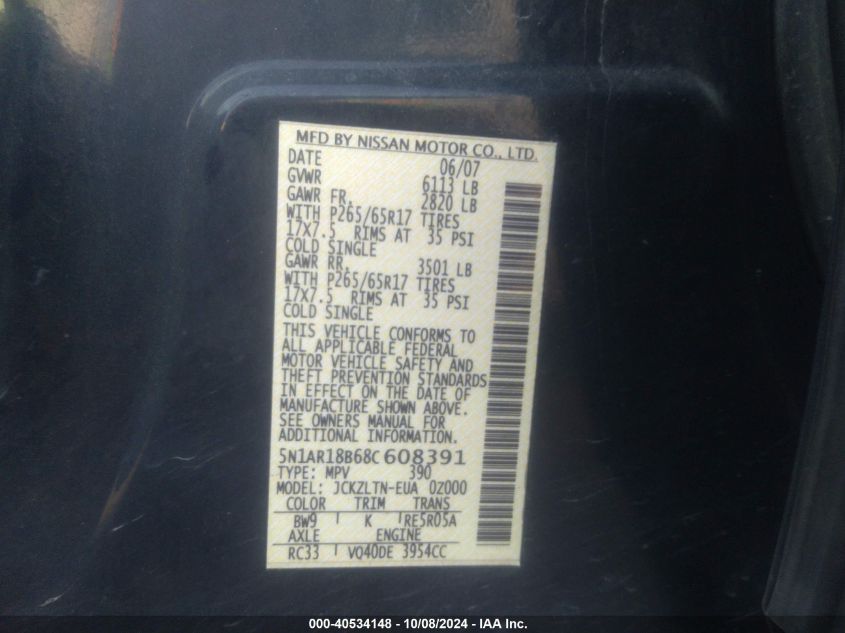 MFD BY NISSAN MOTOR CO., LTD.
DATE 06/07
GVWR 6113 LB
GAWR FR. 2820 LB
WITH P265/65R17 TIRES
17X7.5 RIMS AT 35 PSI
COLD SINGLE
GAWR RR. 3501 LB
WITH P265/65R17 TIRES
17X7.5 RIMS AT 35 PSI
COLD SINGLE
THIS VEHICLE CONFORMS TO
ALL APPLICABLE FEDERAL
MOTOR VEHICLE SAFETY AND
THEFT PREVENTION STANDARDS
IN EFFECT ON THE DATE OF
MANUFACTURE SHOWN ABOVE.
SEE OWNERS MANUAL FOR
ADDITIONAL INFORMATION.
5N1AR18B68C608391
TYPE: MPV 390
MODEL: JCKZLTN-EUA 0Z000
COLOR TRIM TRANS
BW9 K RE5R05A
AXLE ENGINE
RC33 VQ40DE 3954CC
000-40534148 - 10/08/2024 - IAA Inc.